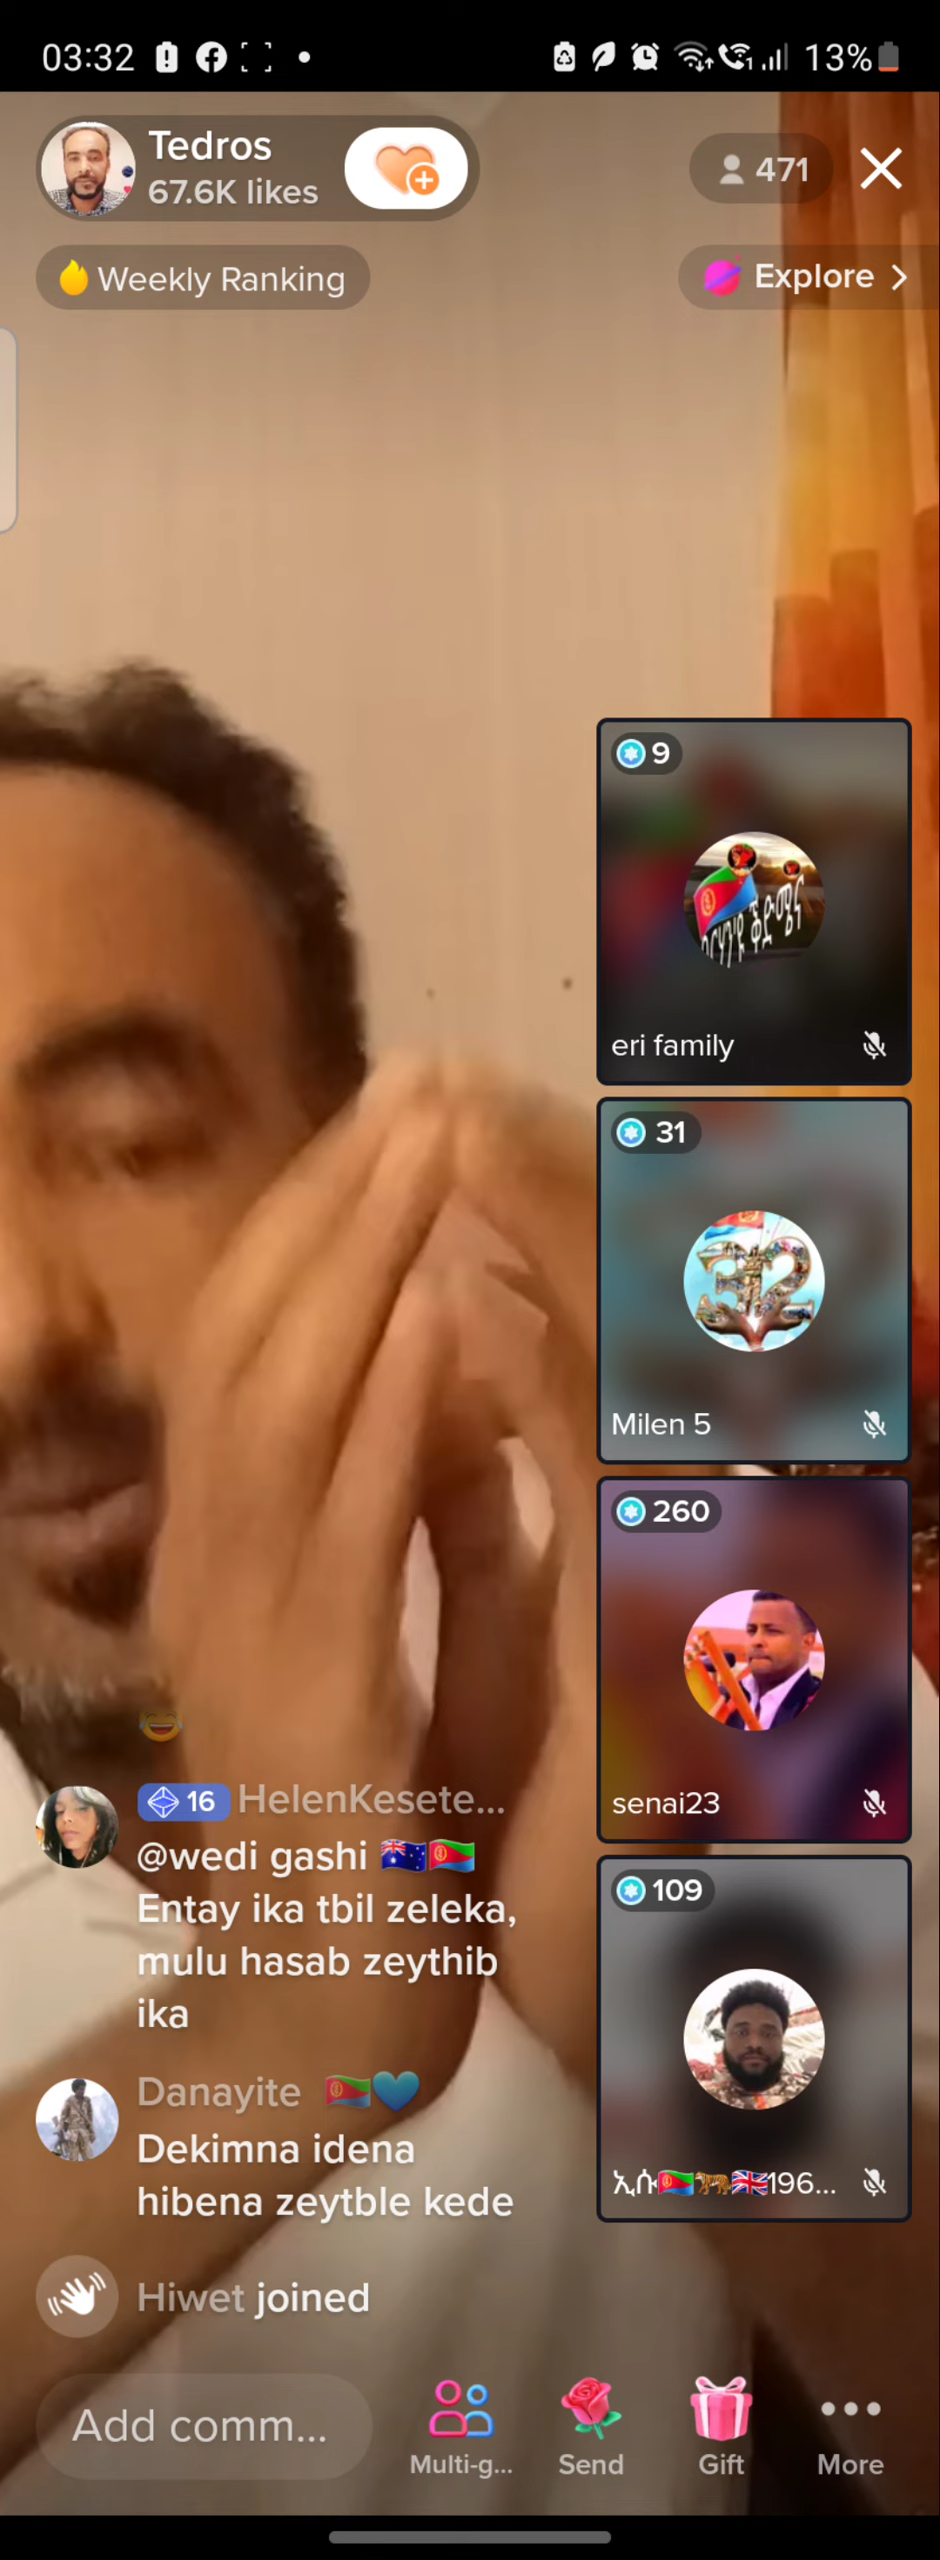 03:32
13%
Tedros
67.6K likes
471
Weekly Ranking
Explore
9
ቅድሚና
eri family
31
32
Milen 5
260
senai23
109
ኢሱ🇪🇷🐅🇬🇧196...
😂
16 HelenKesete...
@wedi gashi 🇦🇺🇪🇷
Entay ika tbil zeleka,
mulu hasab zeythib
ika
Danayite 🇪🇷💙
Dekimna idena
hibena zeytble kede
Hiwet joined
Add comm...
Multi-g...
Send
Gift
More